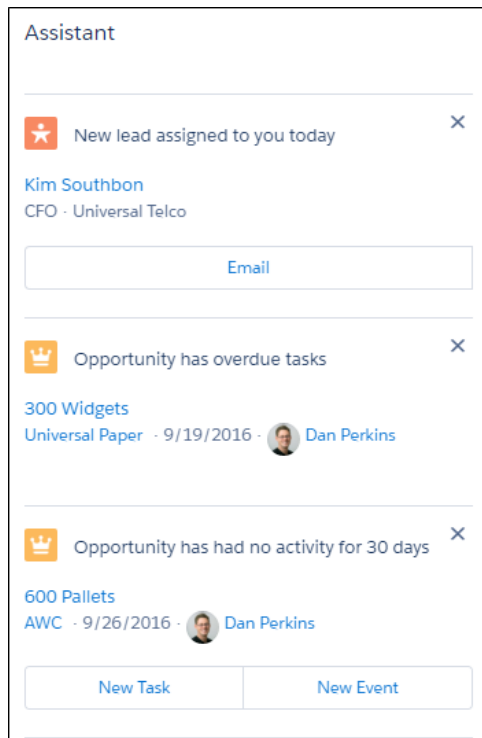 Assistant
New lead assigned to you today
Kim Southbon
CFO · Universal Telco
Email
Opportunity has overdue tasks
300 Widgets
Universal Paper · 9/19/2016 · Dan Perkins
Opportunity has had no activity for 30 days
600 Pallets
AWC · 9/26/2016 · Dan Perkins
New Task New Event